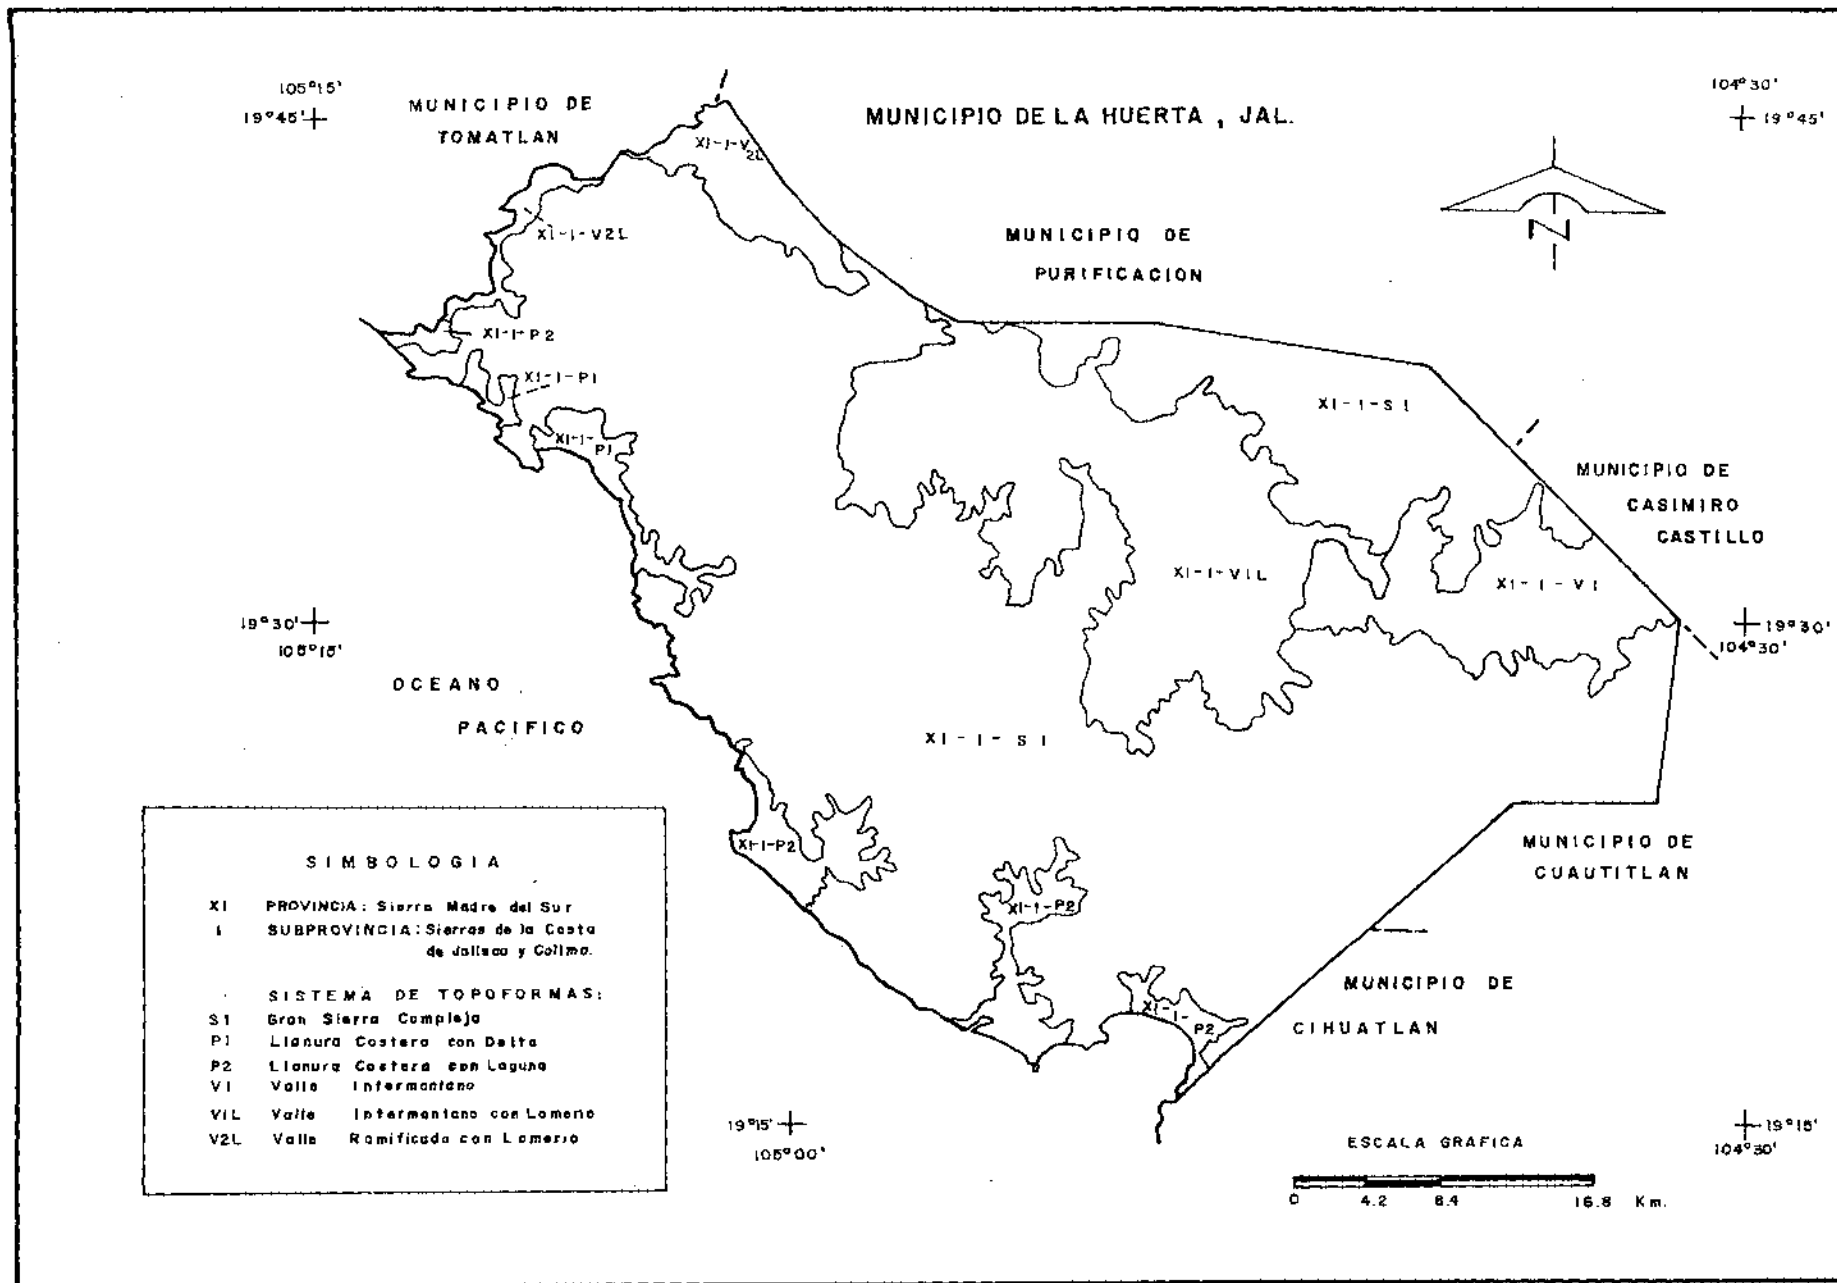 105°15'
19°45'
MUNICIPIO DE
TOMATLAN
MUNICIPIO DE LA HUERTA , JAL.
104°30'
19°45'
XI-I-V2L
XI-I-V2L
N
MUNICIPIO DE
PURIFICACION
XI-I-P2
XI-I-P1
XI-I-P1
XI-I-S1
MUNICIPIO DE
CASIMIRO
CASTILLO
XI-I-V1L
XI-I-V1
19°30'
105°15'
19°30'
104°30'
OCEANO
PACIFICO
XI-I-S1
XI-I-P2
XI-I-P2
XI-I-P2
MUNICIPIO DE
CUAUTITLAN
MUNICIPIO DE
CIHUATLAN
SIMBOLOGIA
XI PROVINCIA: Sierra Madre del Sur
I SUBPROVINCIA: Sierras de la Costa
de Jalisco y Colima.
SISTEMA DE TOPOFORMAS:
S1 Gran Sierra Compleja
P1 Llanura Costera con Delta
P2 Llanura Costera con Laguna
V1 Valle Intermontano
V1L Valle Intermontano con Lomerio
V2L Valle Ramificado con Lomerio
19°15'
105°00'
19°15'
104°30'
ESCALA GRAFICA
0 4.2 8.4 16.8 Km.